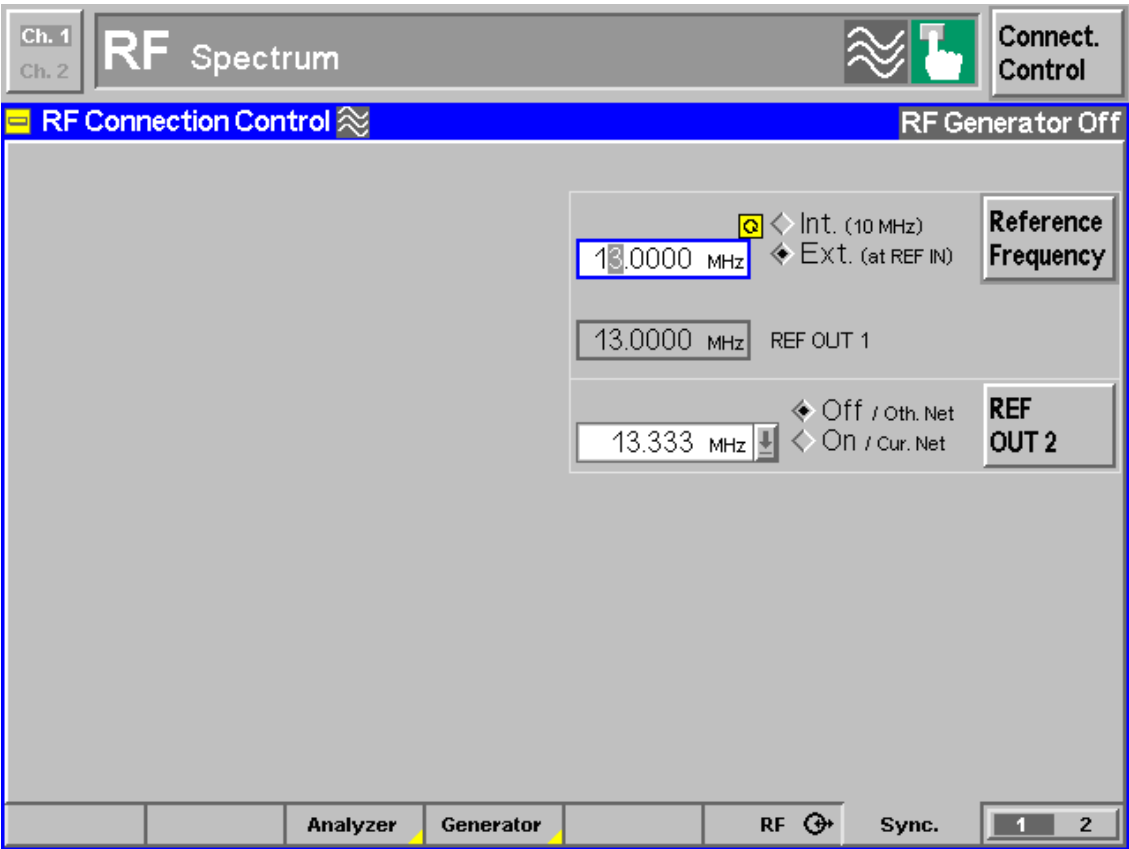 Ch. 1
Ch. 2
RF Spectrum
Connect.
Control
RF Connection Control
RF Generator Off
Int. (10 MHz)
13.0000 MHz
Ext. (at REF IN)
Reference
Frequency
13.0000 MHz
REF OUT 1
Off / Oth. Net
13.333 MHz
On / Cur. Net
REF
OUT 2
Analyzer
Generator
RF
Sync.
1 2